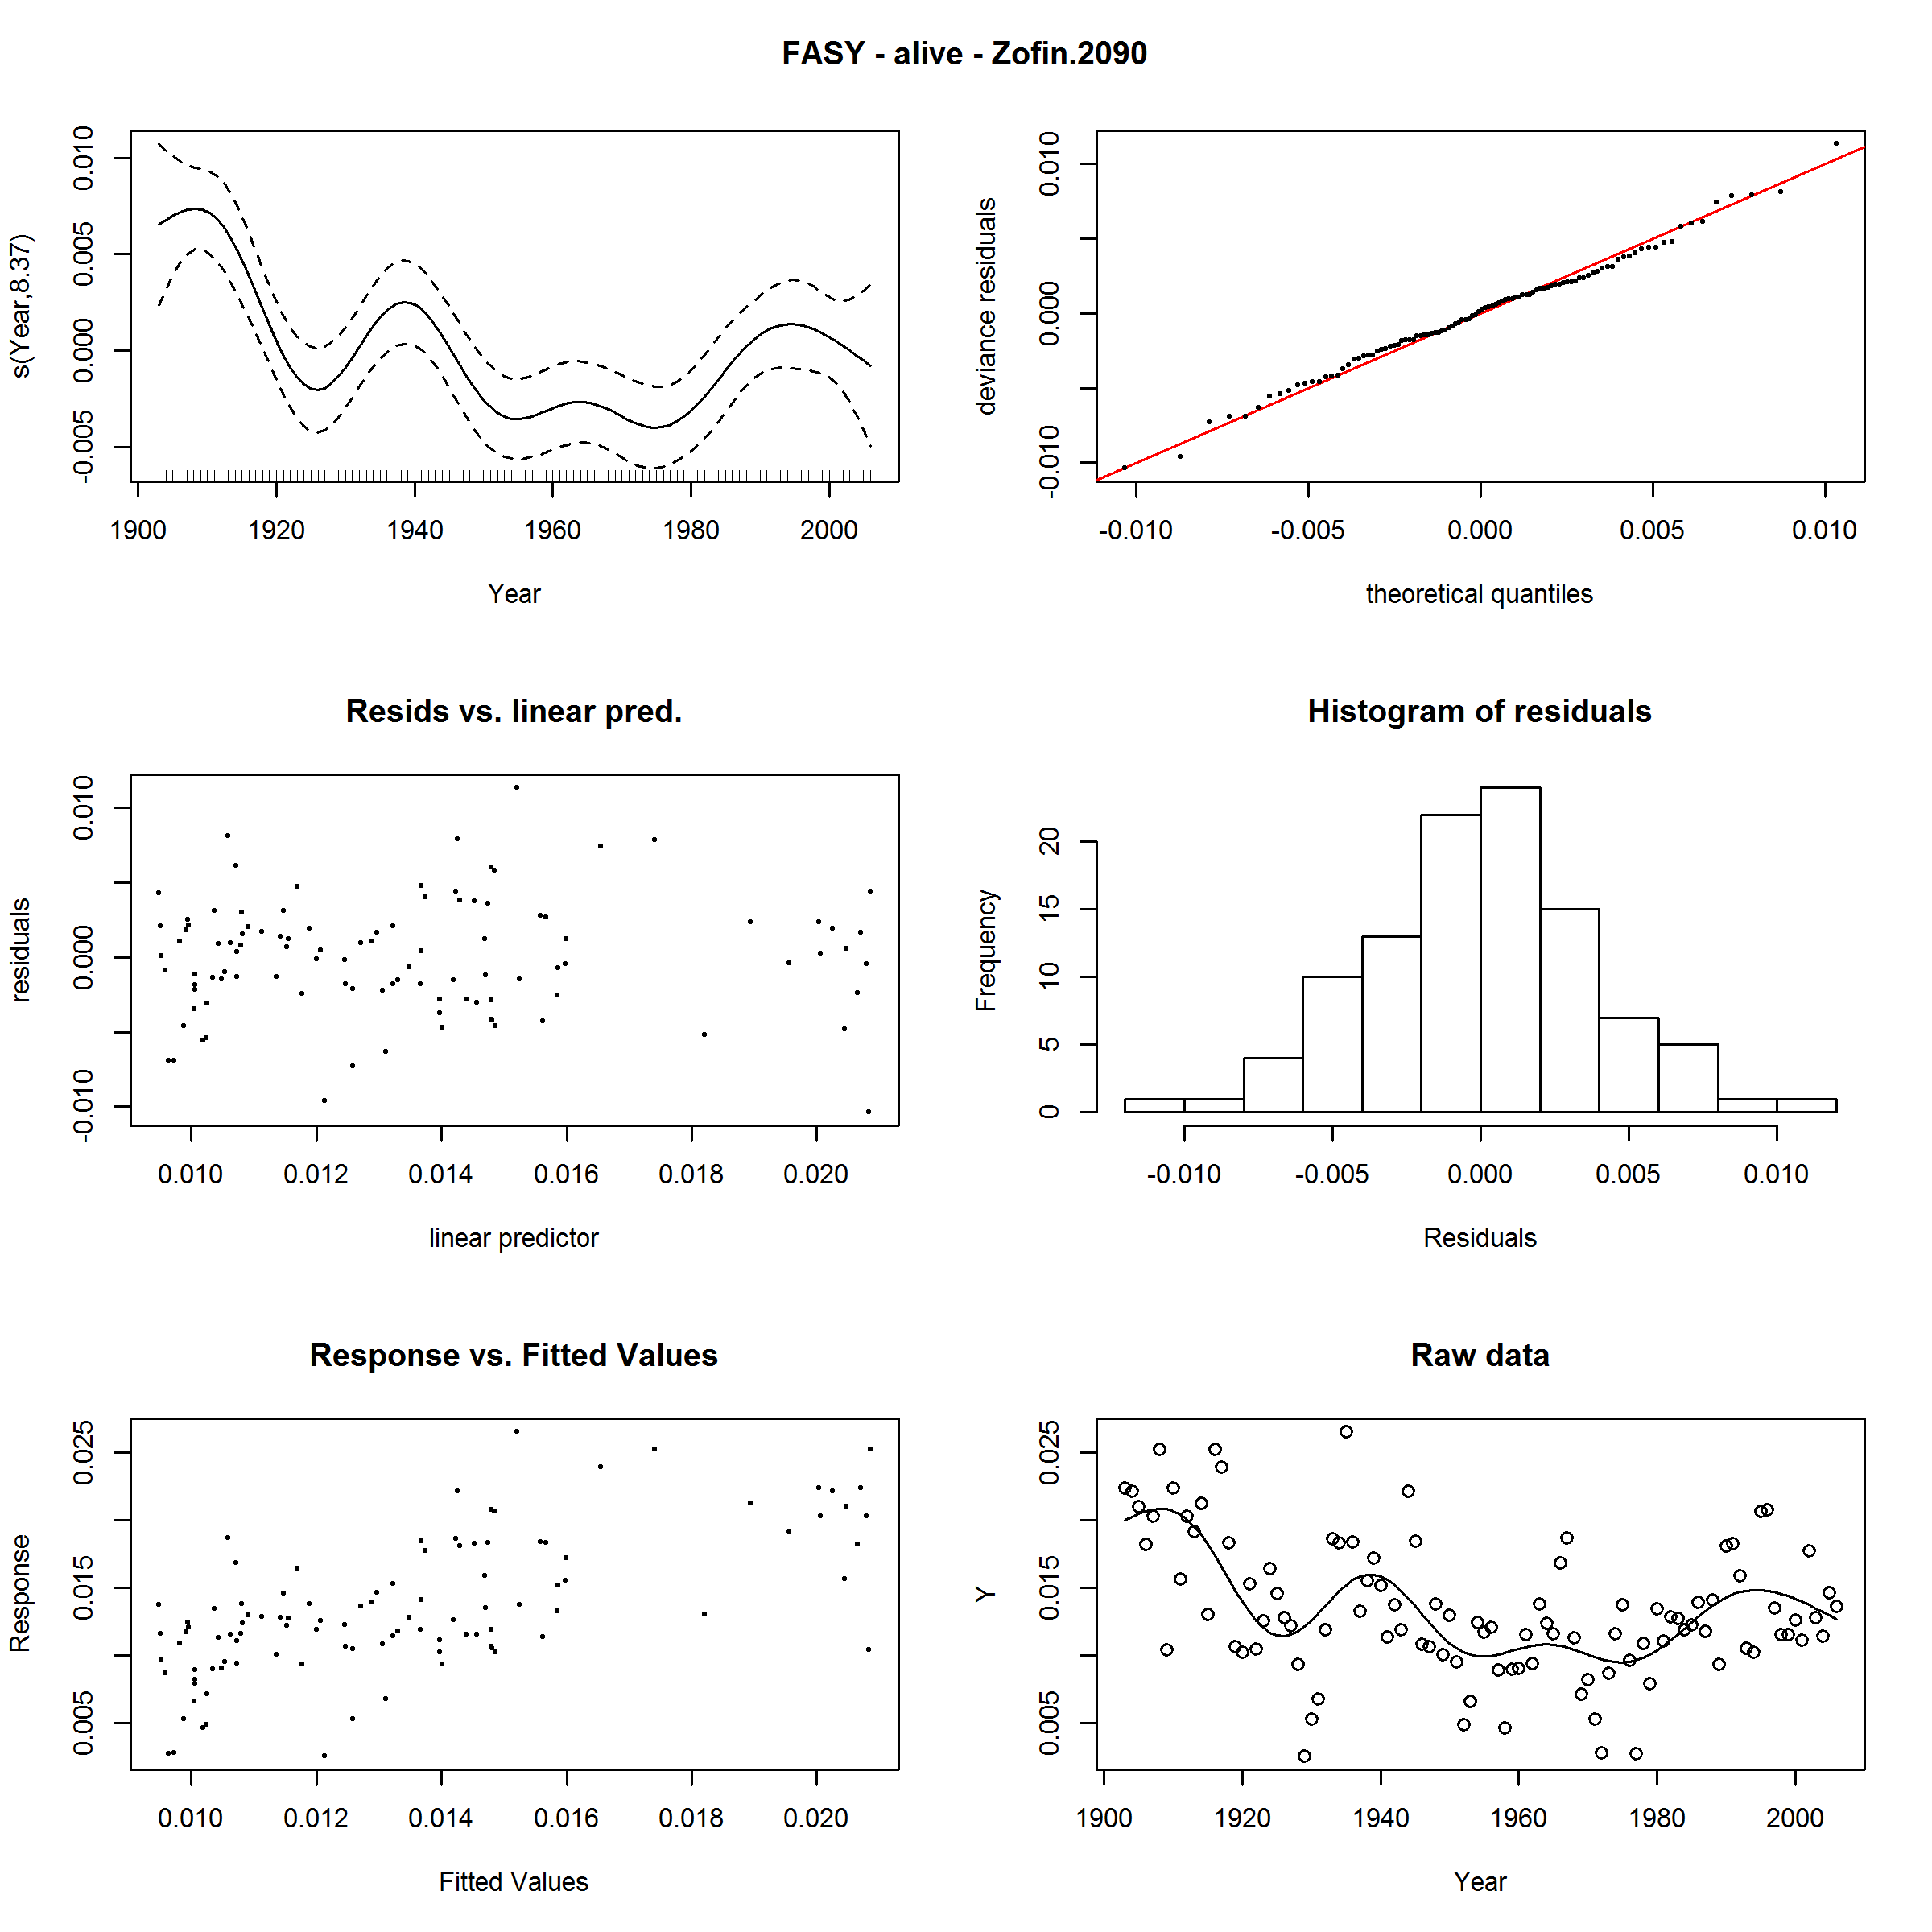 FASY - alive - Zofin.2090
s(Year,8.37)
-0.005 0.000 0.005 0.010
1900 1920 1940 1960 1980 2000
Year
deviance residuals
-0.010 0.000 0.010
-0.010 -0.005 0.000 0.005 0.010
theoretical quantiles
Resids vs. linear pred.
residuals
-0.010 0.000 0.010
0.010 0.012 0.014 0.016 0.018 0.020
linear predictor
Histogram of residuals
Frequency
0 5 10 15 20
-0.010 -0.005 0.000 0.005 0.010
Residuals
Response vs. Fitted Values
Response
0.005 0.015 0.025
0.010 0.012 0.014 0.016 0.018 0.020
Fitted Values
Raw data
Y
0.005 0.015 0.025
1900 1920 1940 1960 1980 2000
Year